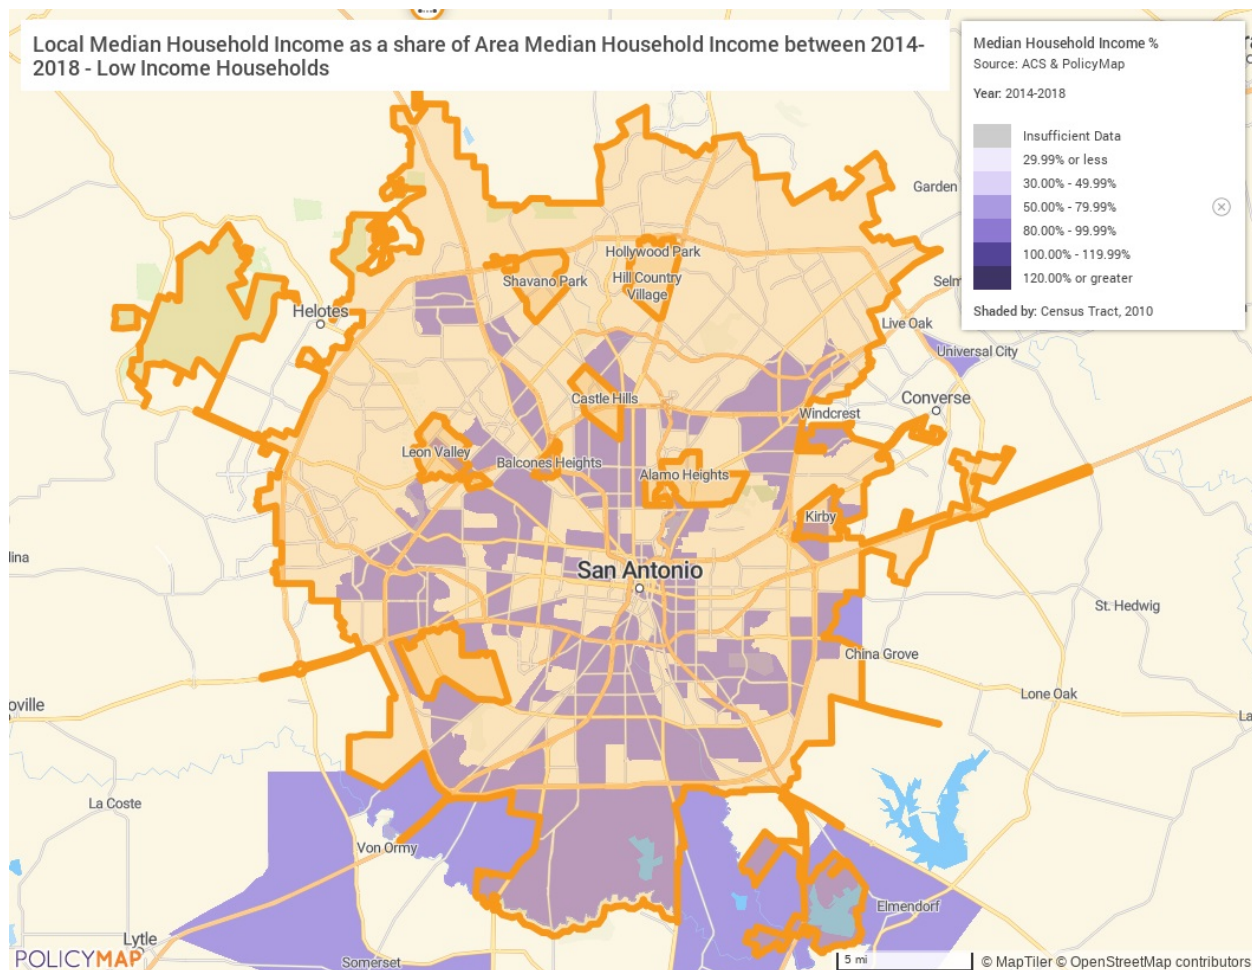 Local Median Household Income as a share of Area Median Household Income between 2014-
2018 - Low Income Households
Median Household Income %
Source: ACS & PolicyMap
Year: 2014-2018
Insufficient Data
29.99% or less
30.00% - 49.99%
50.00% - 79.99%
80.00% - 99.99%
100.00% - 119.99%
120.00% or greater
Shaded by: Census Tract, 2010
Garden
Hollywood Park
Shavano Park
Hill Country
Village
Selm
Helotes
Live Oak
Universal City
Castle Hills
Converse
Windcrest
Leon Valley
Balcones Heights
Alamo Heights
Kirby
lina
San Antonio
St. Hedwig
China Grove
Lone Oak
oville
La
La Coste
Von Ormy
Elmendorf
Lytle
Somerset
POLICYMAP
5 mi
© MapTiler © OpenStreetMap contributors